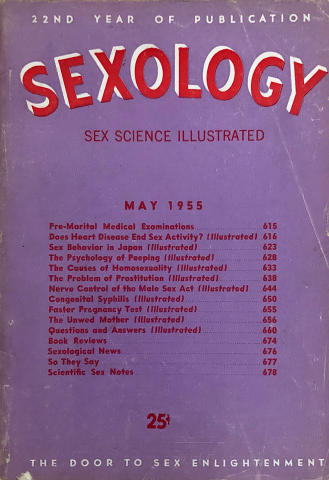 22ND YEAR OF PUBLICATION
SEXOLOGY
SEX SCIENCE ILLUSTRATED
MAY 1955
Pre-Marital Medical Examinations 615
Does Heart Disease End Sex Activity? (Illustrated) 616
Sex Behavior in Japan (Illustrated) 623
The Psychology of Peeping (Illustrated) 628
The Causes of Homosexuality (Illustrated) 633
The Problem of Prostitution (Illustrated) 638
Nerve Control of the Male Sex Act (Illustrated) 644
Congenital Syphilis (Illustrated) 650
Faster Pregnancy Test (Illustrated) 655
The Unwed Mother (Illustrated) 656
Questions and Answers (Illustrated) 660
Book Reviews 674
Sexological News 676
So They Say 677
Scientific Sex Notes 678
25¢
THE DOOR TO SEX ENLIGHTENMENT